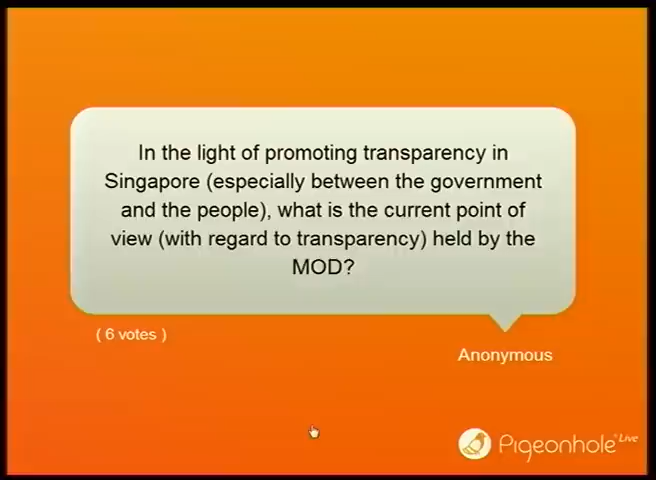 In the light of promoting transparency in
Singapore (especially between the government
and the people), what is the current point of
view (with regard to transparency) held by the
MOD?
( 6 votes )
Anonymous
Pigeonhole Live